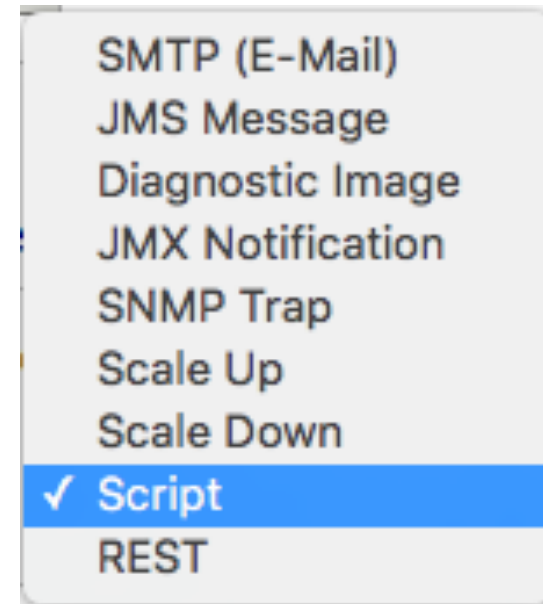 SMTP (E-Mail)
JMS Message
Diagnostic Image
JMX Notification
SNMP Trap
Scale Up
Scale Down
✓ Script
REST